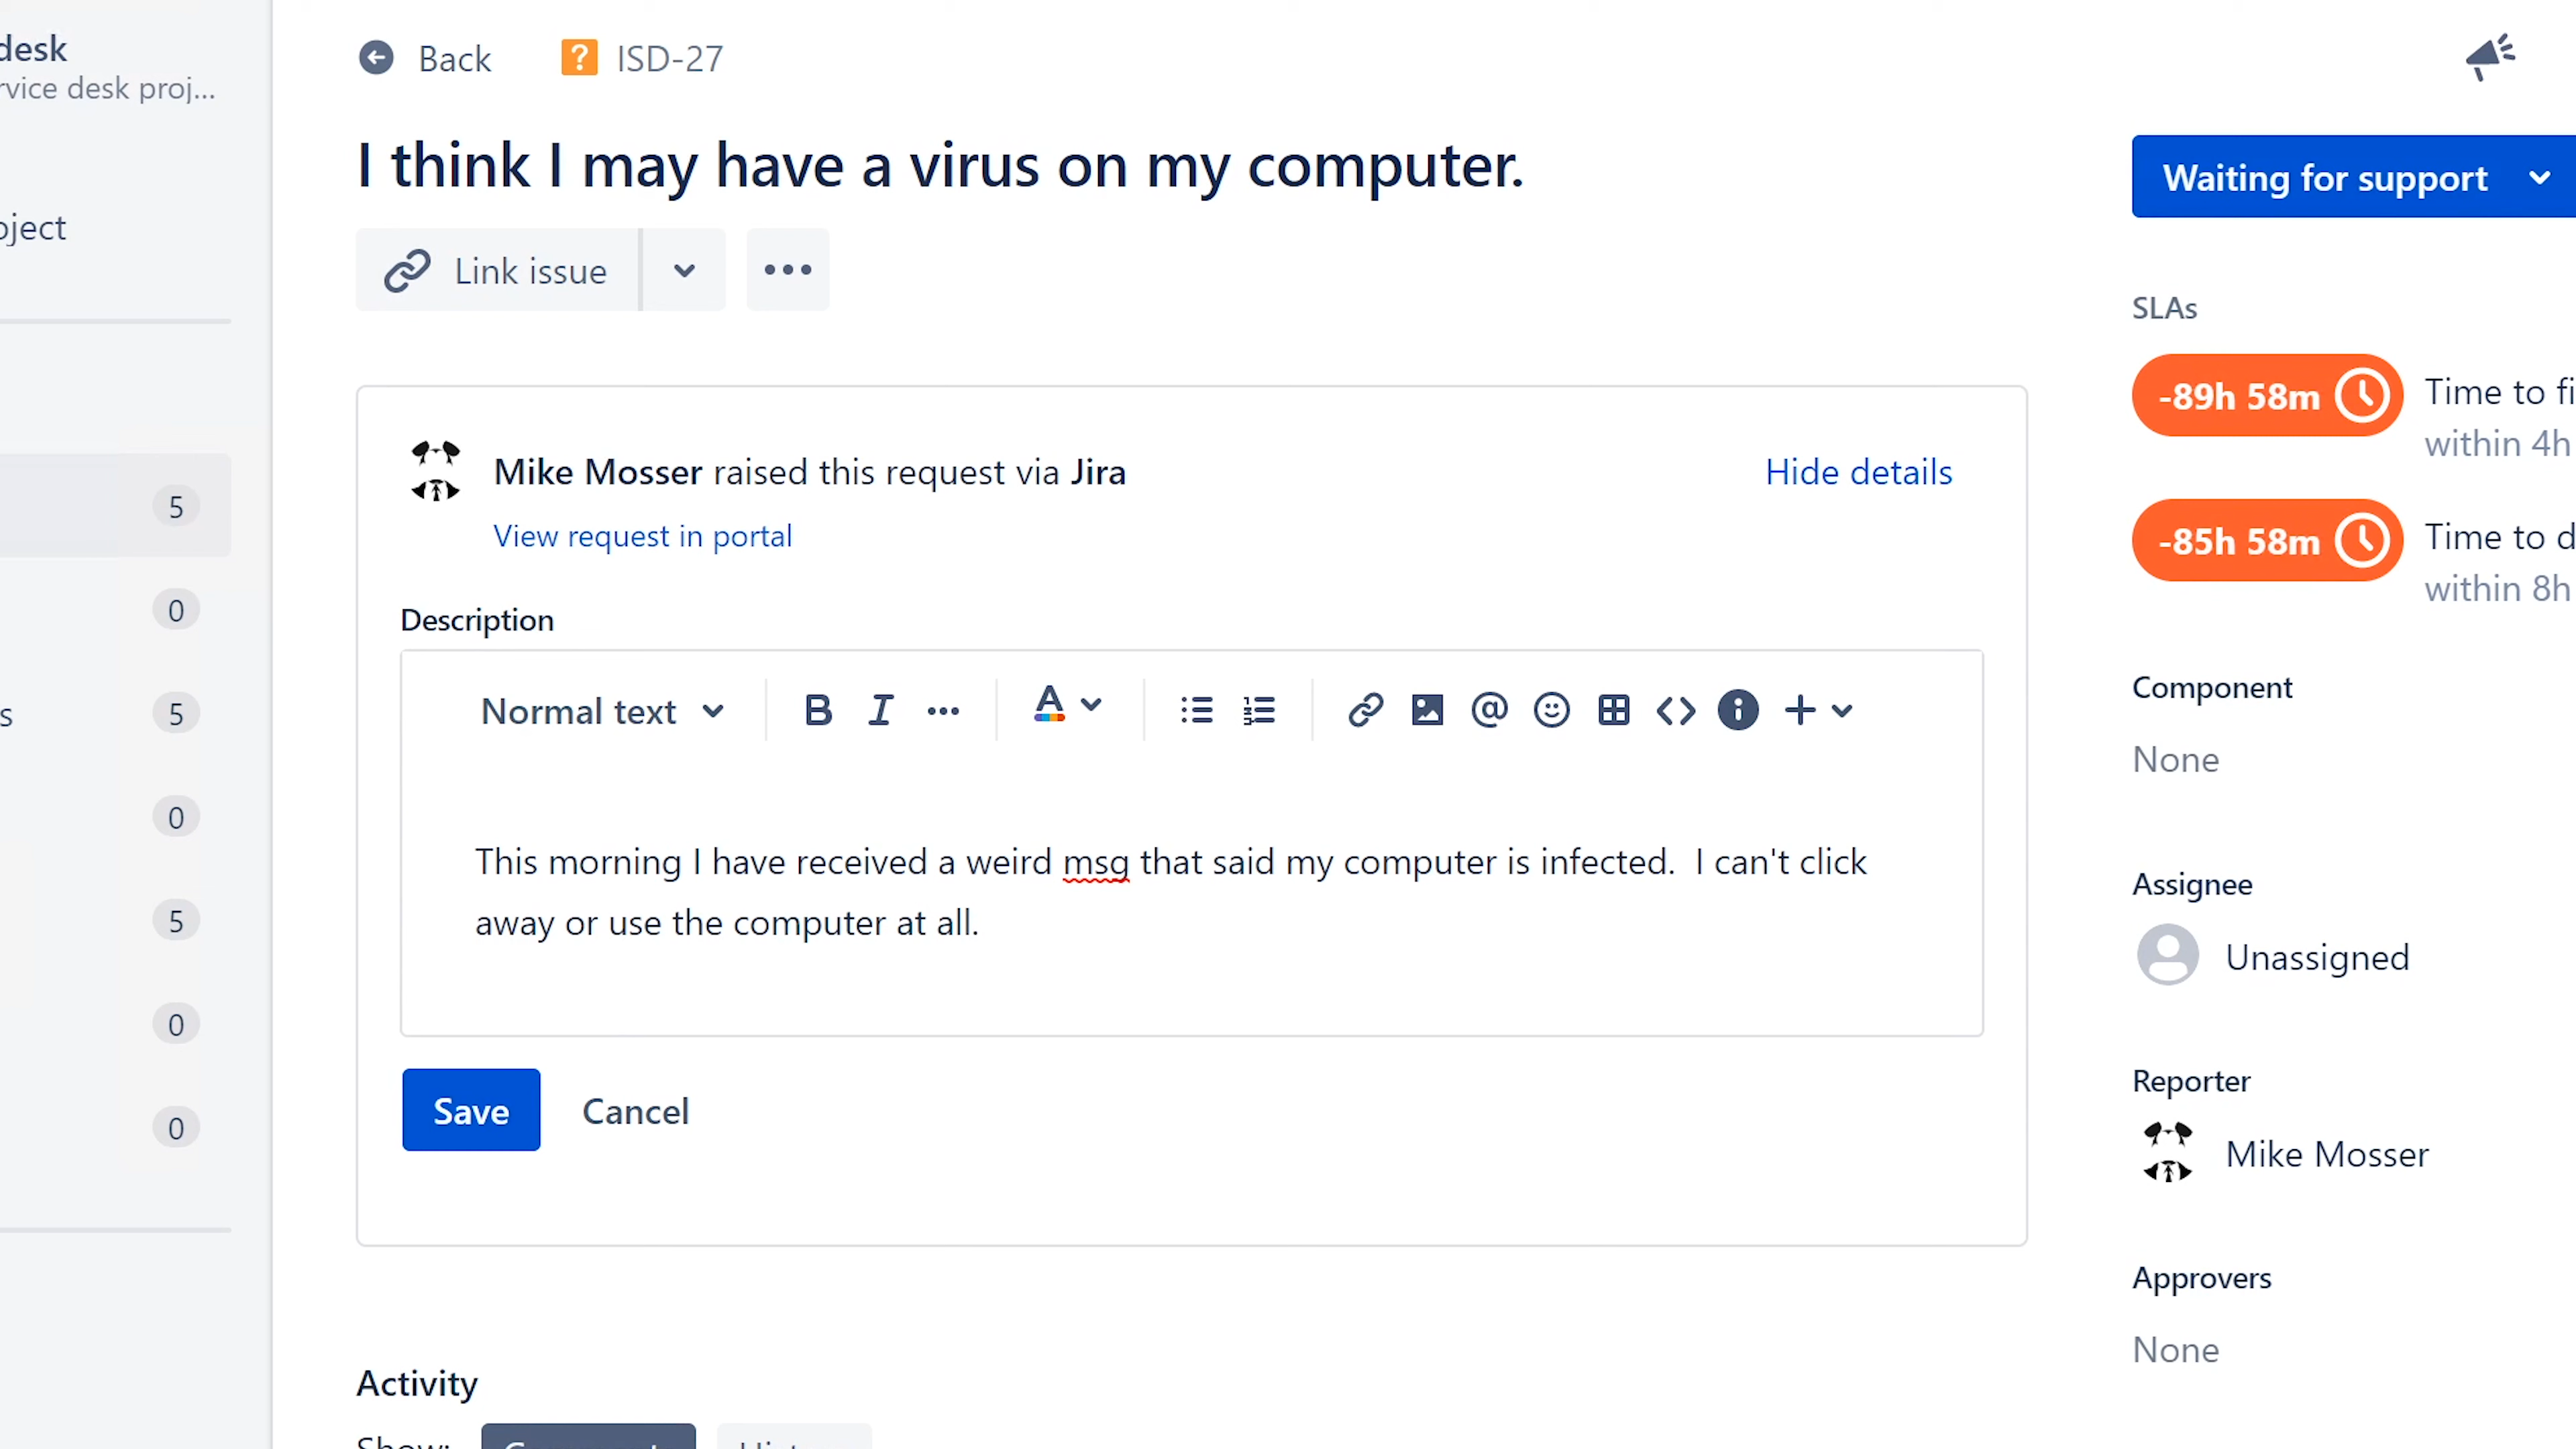 desk
rvice desk proj...
oject
5
0
s 5
0
5
0
0
Back
ISD-27
I think I may have a virus on my computer.
Link issue
Mike Mosser raised this request via Jira
Hide details
View request in portal
Description
Normal text
B I A
This morning I have received a weird msg that said my computer is infected. I can't click
away or use the computer at all.
Save
Cancel
Activity
Show:
Waiting for support
SLAs
-89h 58m
Time to fi
within 4h
-85h 58m
Time to d
within 8h
Component
None
Assignee
Unassigned
Reporter
Mike Mosser
Approvers
None